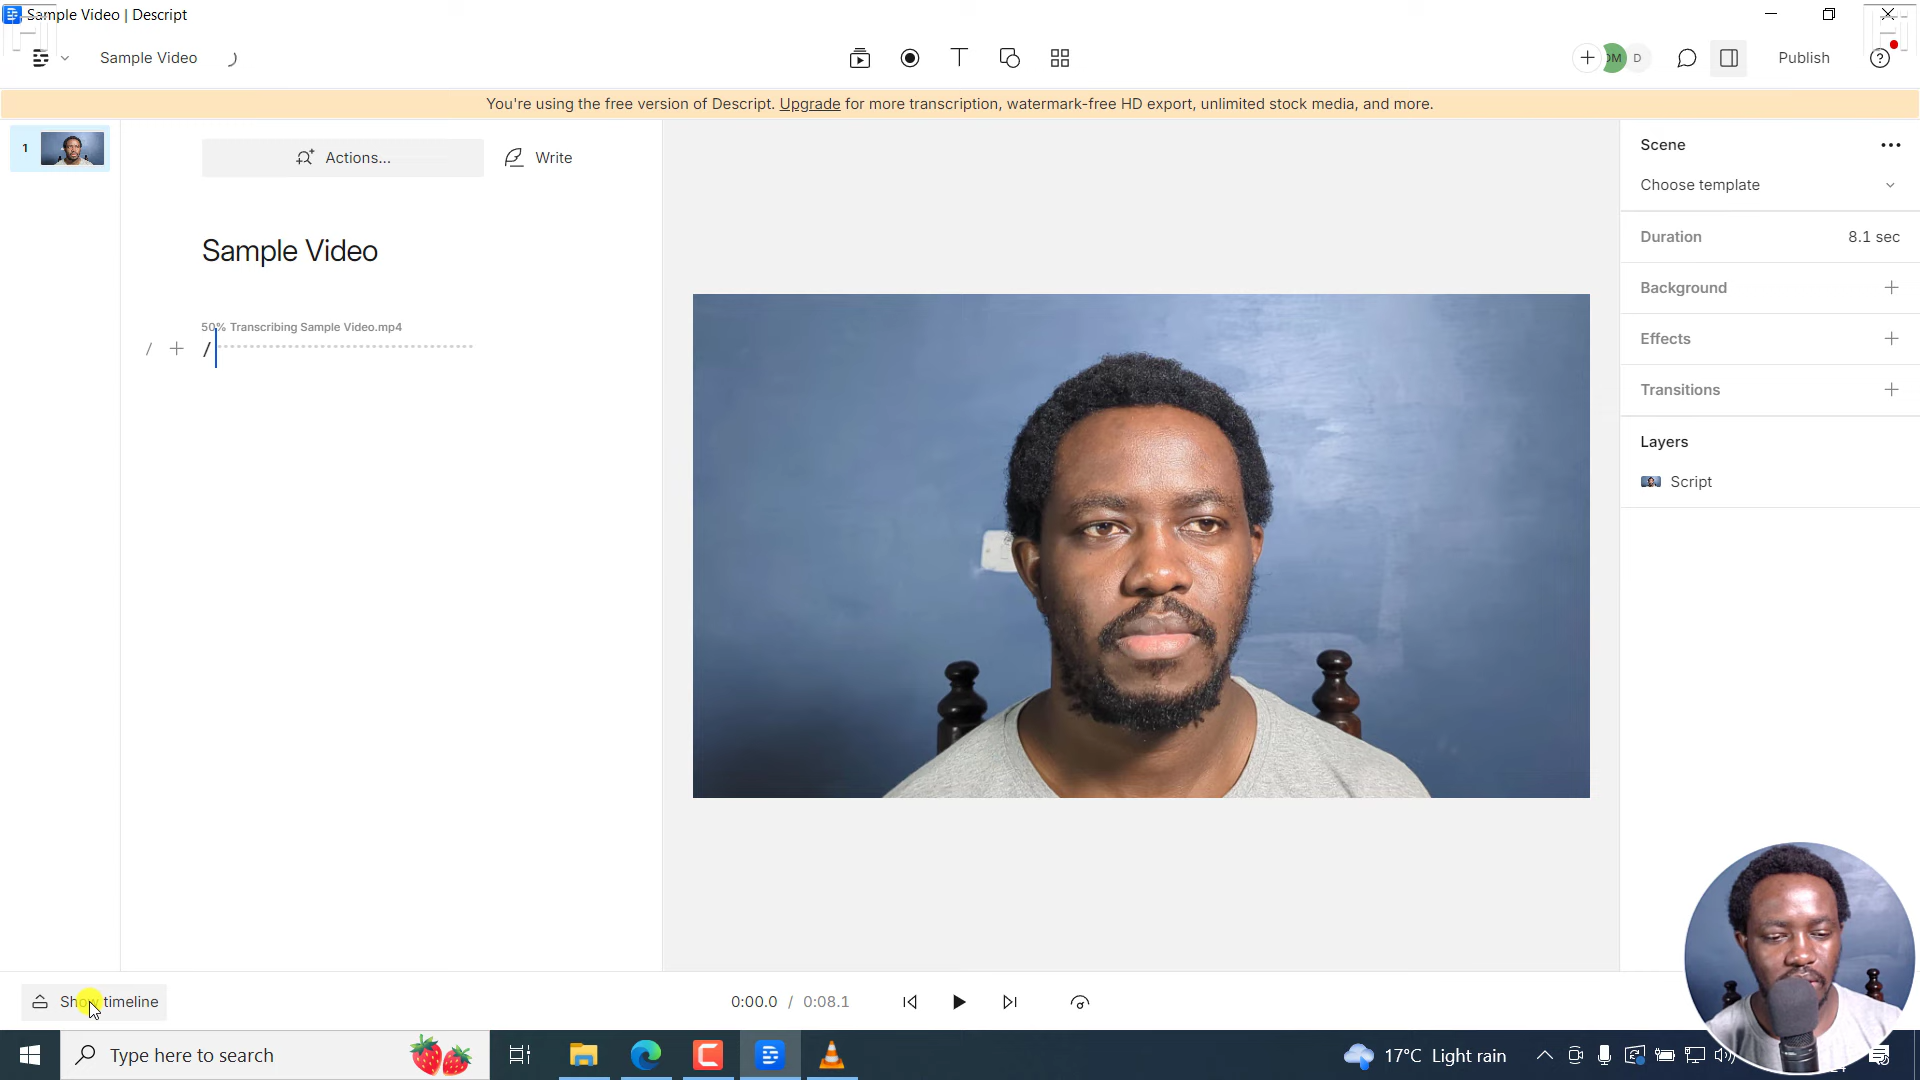 Sample Video | Descript
Sample Video
Publish
You're using the free version of Descript. Upgrade for more transcription, watermark-free HD export, unlimited stock media, and more.
1
Actions...
Write
Sample Video
50% Transcribing Sample Video.mp4
/ + /
Scene
Choose template
Duration 8.1 sec
Background
Effects
Transitions
Layers
Script
Show timeline
0:00.0 / 0:08.1
Type here to search
17°C Light rain